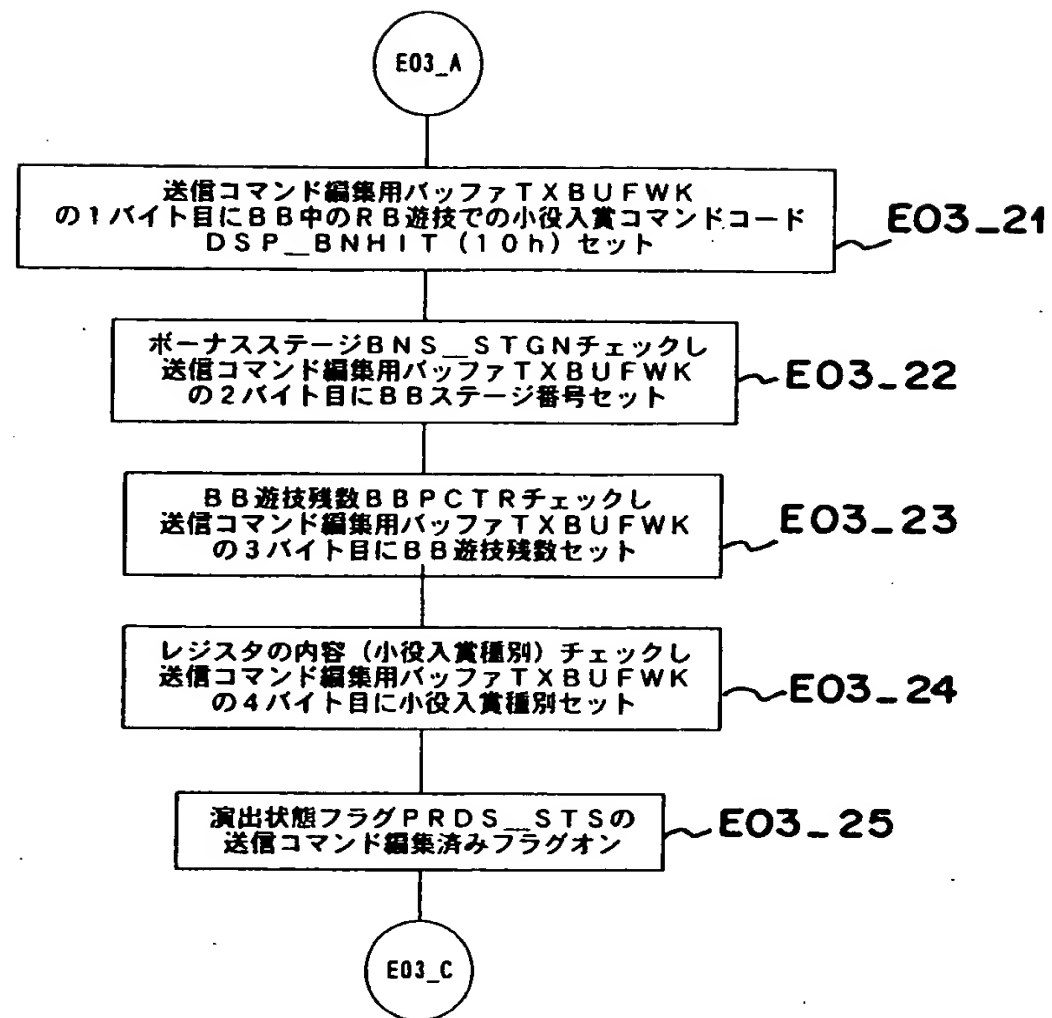 E03_A
送信コマンド編集用バッファTXBUFWK
の1バイト目にBB中のRB遊技での小役入賞コマンドコード
DSP__BNHIT(10h)セット
E03_21
ボーナスステージBNS__STGNチェックし
送信コマンド編集用バッファTXBUFWK
の2バイト目にBBステージ番号セット
E03_22
BB遊技残数BBPCTRチェックし
送信コマンド編集用バッファTXBUFWK
の3バイト目にBB遊技残数セット
E03_23
レジスタの内容(小役入賞種別)チェックし
送信コマンド編集用バッファTXBUFWK
の4バイト目に小役入賞種別セット
E03_24
演出状態フラグPRDS__STSの
送信コマンド編集済みフラグオン
E03_25
E03_C